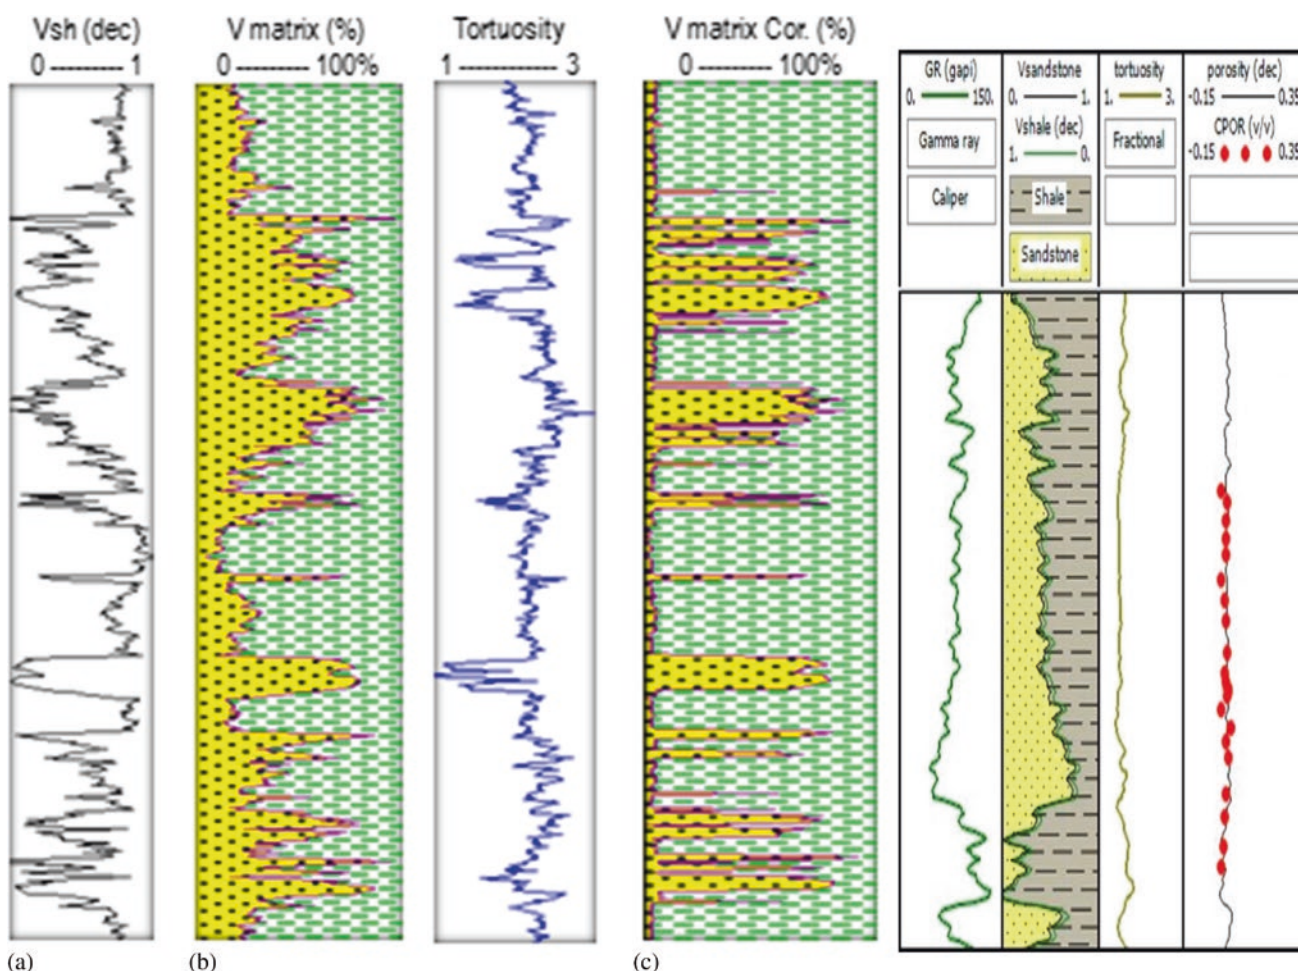 Vsh (dec) V matrix (%) Tortuosity V matrix Cor. (%)
0 ---------- 1 0 ---------- 100% 1 ---------- 3 0 ---------- 100%
GR (gapi) Vsandstone tortuosity porosity (dec)
0. 150. 0. 1. 1. 3. -0.15 0.35
Gamma ray Vshale (dec) Fractional CPOR (v/v)
1. 0. -0.15 0.35
Caliper Shale
Sandstone
(a) (b) (c)